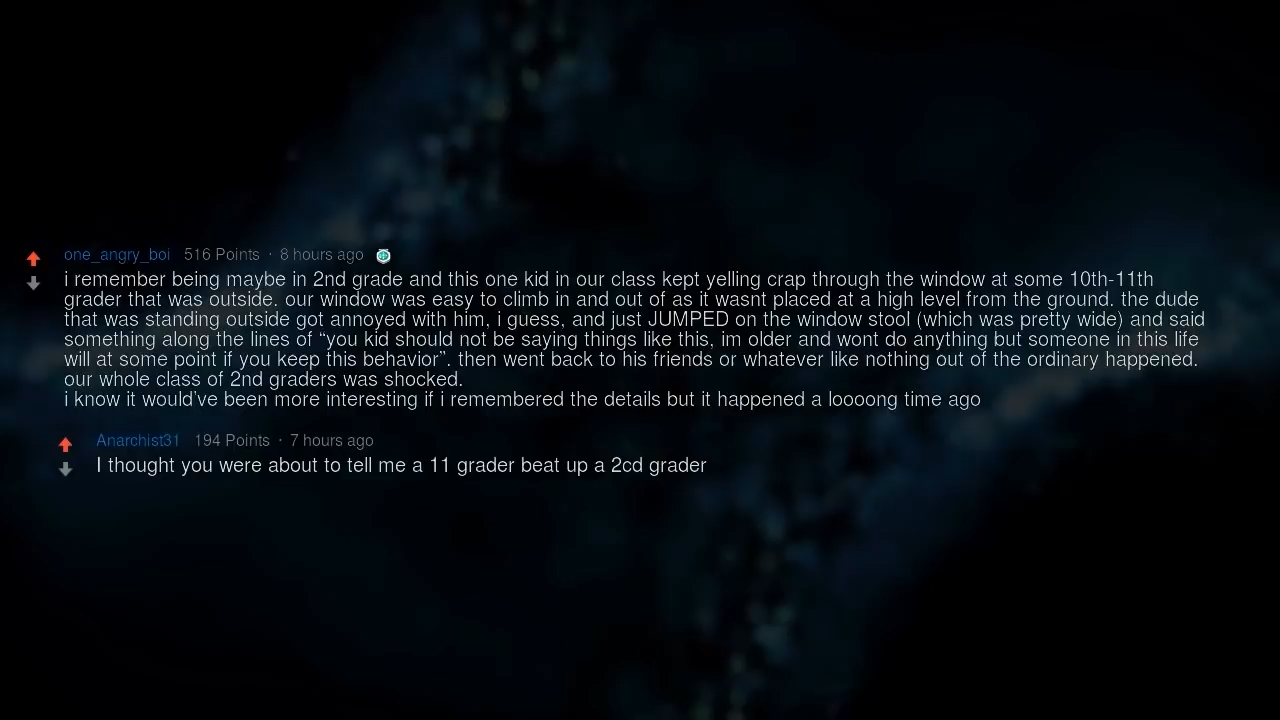 one_angry_boi 516 Points · 8 hours ago
i remember being maybe in 2nd grade and this one kid in our class kept yelling crap through the window at some 10th-11th
grader that was outside. our window was easy to climb in and out of as it wasnt placed at a high level from the ground. the dude
that was standing outside got annoyed with him, i guess, and just JUMPED on the window stool (which was pretty wide) and said
something along the lines of “you kid should not be saying things like this, im older and wont do anything but someone in this life
will at some point if you keep this behavior”. then went back to his friends or whatever like nothing out of the ordinary happened.
our whole class of 2nd graders was shocked.
i know it would've been more interesting if i remembered the details but it happened a loooong time ago
Anarchist31 194 Points · 7 hours ago
I thought you were about to tell me a 11 grader beat up a 2cd grader